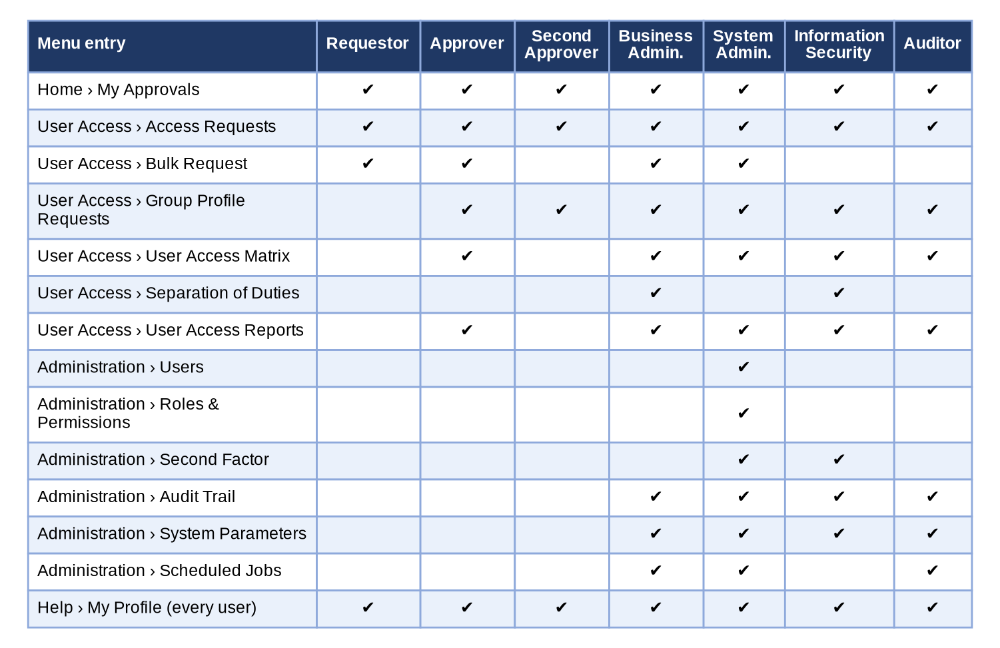 Menu entry Requestor Approver Second Approver Business Admin. System Admin. Information Security Auditor
Home › My Approvals ✔ ✔ ✔ ✔ ✔ ✔ ✔
User Access › Access Requests ✔ ✔ ✔ ✔ ✔ ✔ ✔
User Access › Bulk Request ✔ ✔ ✔ ✔
User Access › Group Profile
Requests ✔ ✔ ✔ ✔ ✔ ✔
User Access › User Access Matrix ✔ ✔ ✔ ✔ ✔
User Access › Separation of Duties ✔ ✔
User Access › User Access Reports ✔ ✔ ✔ ✔ ✔
Administration › Users ✔
Administration › Roles &
Permissions ✔
Administration › Second Factor ✔ ✔
Administration › Audit Trail ✔ ✔ ✔ ✔
Administration › System Parameters ✔ ✔ ✔ ✔
Administration › Scheduled Jobs ✔ ✔ ✔
Help › My Profile (every user) ✔ ✔ ✔ ✔ ✔ ✔ ✔